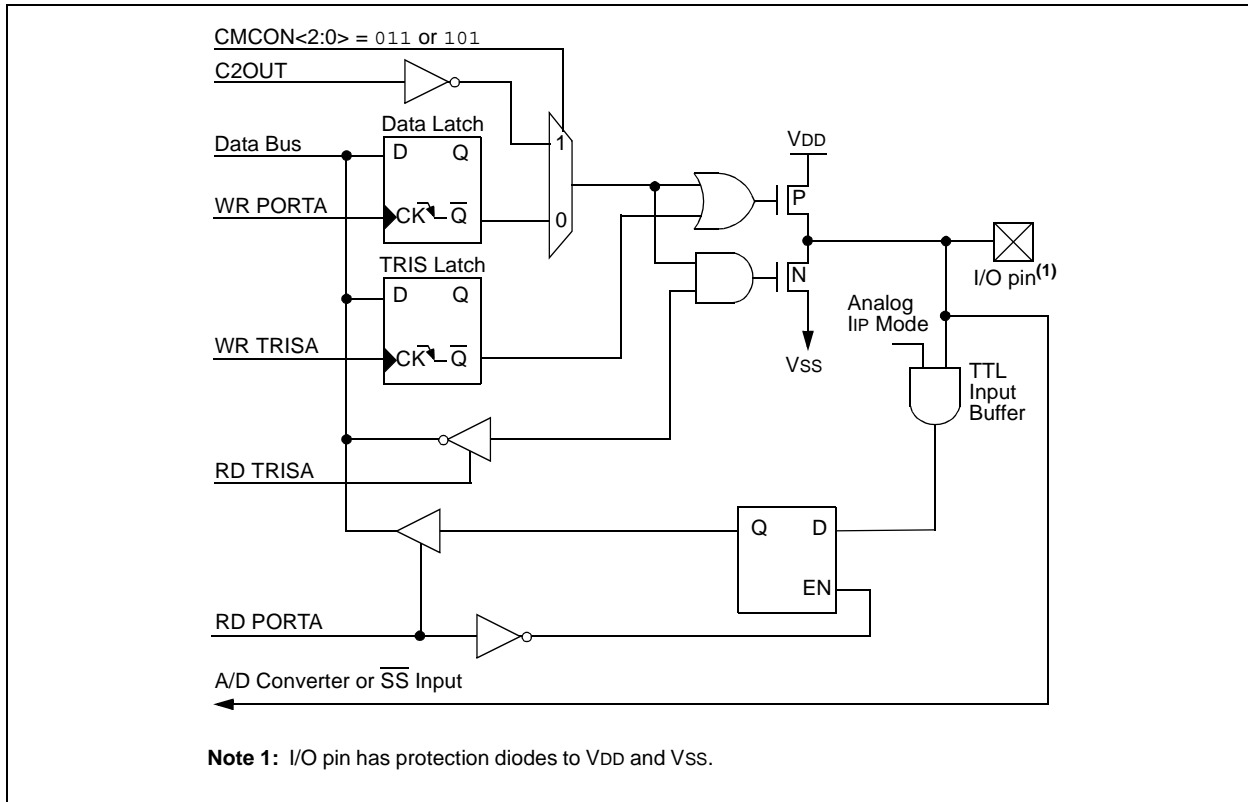 CMCON<2:0> = 011 or 101
C2OUT
Data Latch
VDD
Data Bus
D Q
1
P
WR PORTA
CK Q̅
0
TRIS Latch
N
I/O pin(1)
D Q
Analog
IIP Mode
WR TRISA
CK Q̅
VSS
TTL
Input
Buffer
RD TRISA
Q D
EN
RD PORTA
A/D Converter or S̅S̅ Input
Note 1: I/O pin has protection diodes to VDD and VSS.